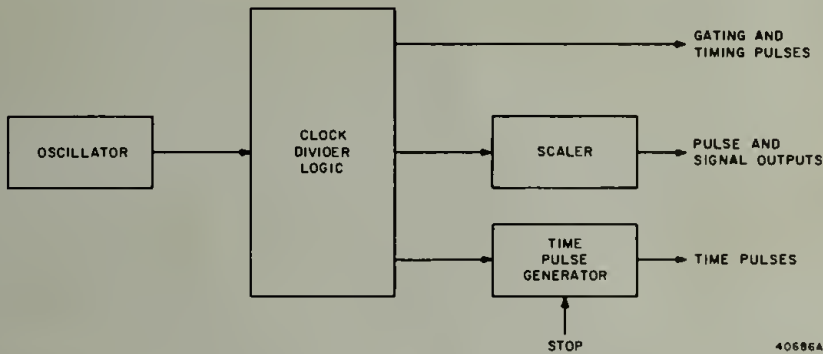 GATING AND
TIMING PULSES
OSCILLATOR
CLOCK
DIVIDER
LOGIC
SCALER
PULSE AND
SIGNAL OUTPUTS
TIME
PULSE
GENERATOR
TIME PULSES
STOP
40686A